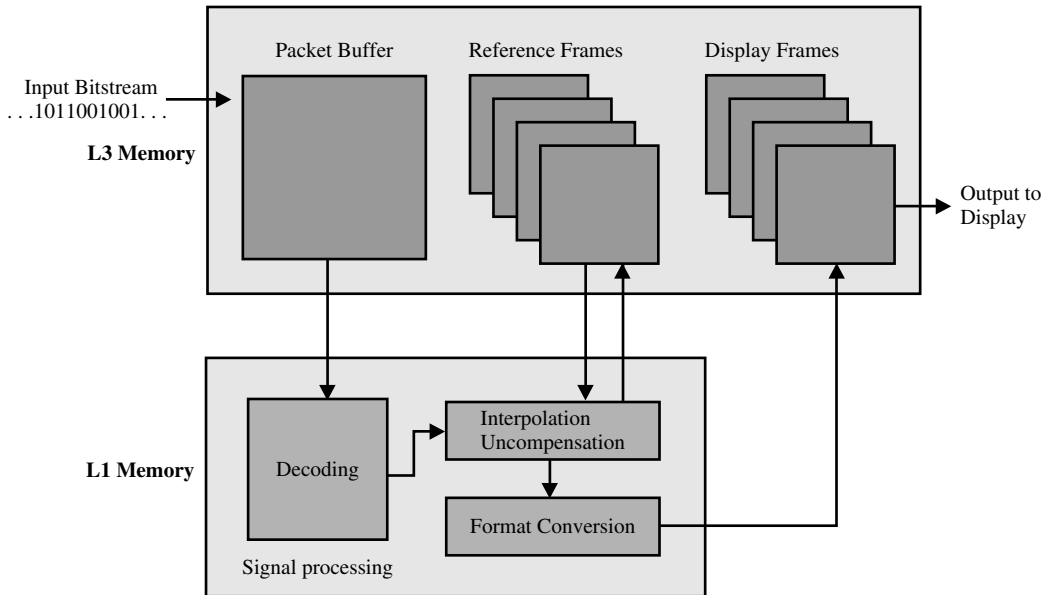 Packet Buffer
Reference Frames
Display Frames
Input Bitstream
. . .1011001001. . .
L3 Memory
Output to
Display
Interpolation
Uncompensation
Decoding
L1 Memory
Format Conversion
Signal processing